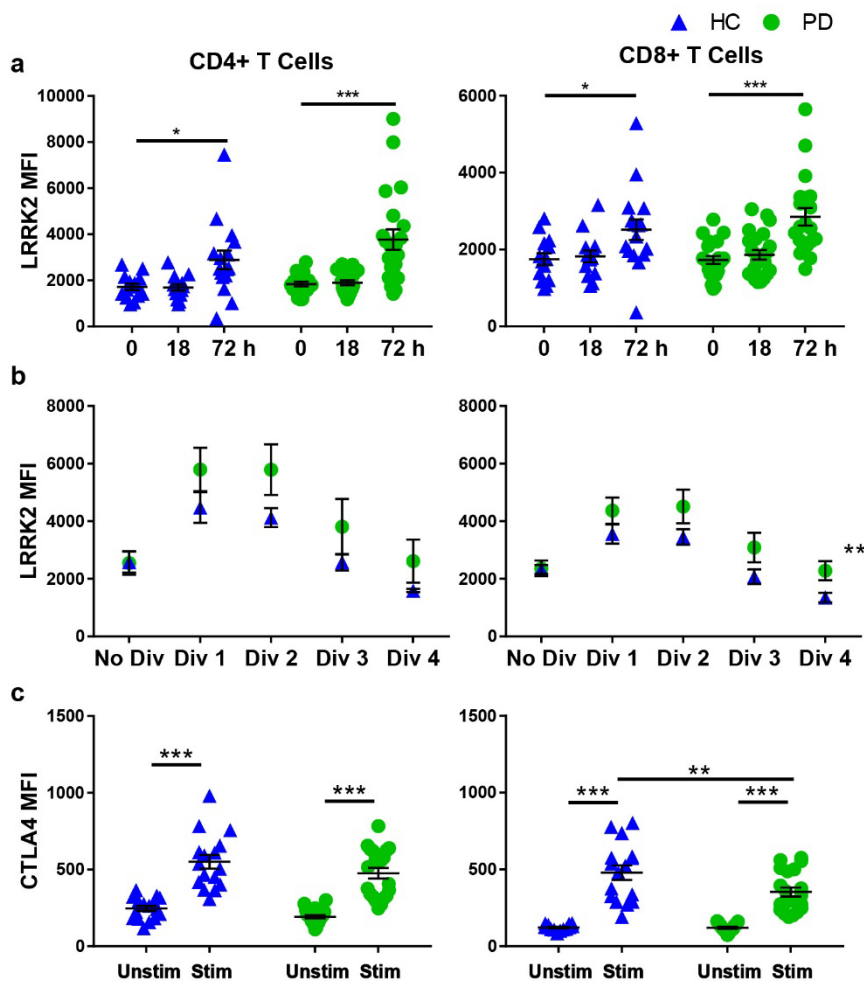 HC PD
a
CD4+ T Cells
CD8+ T Cells
LRRK2 MFI
10000
8000
6000
4000
2000
0
* ***
0 18 72 h 0 18 72 h
6000
4000
2000
0
* ***
0 18 72 h 0 18 72 h
b
LRRK2 MFI
8000
6000
4000
2000
0
No Div Div 1 Div 2 Div 3 Div 4
8000
6000
4000
2000
0
**
No Div Div 1 Div 2 Div 3 Div 4
c
CTLA4 MFI
1500
1000
500
0
*** ***
Unstim Stim Unstim Stim
1500
1000
500
0
**
*** ***
Unstim Stim Unstim Stim